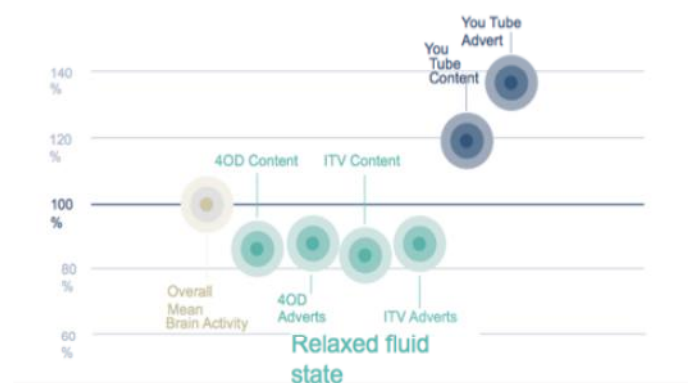 You Tube
Advert
You
Tube
Content
140
%
120
%
4OD Content
ITV Content
100
%
80
%
Overall
Mean
Brain Activity
4OD
Adverts
ITV Adverts
60
%
Relaxed fluid
state